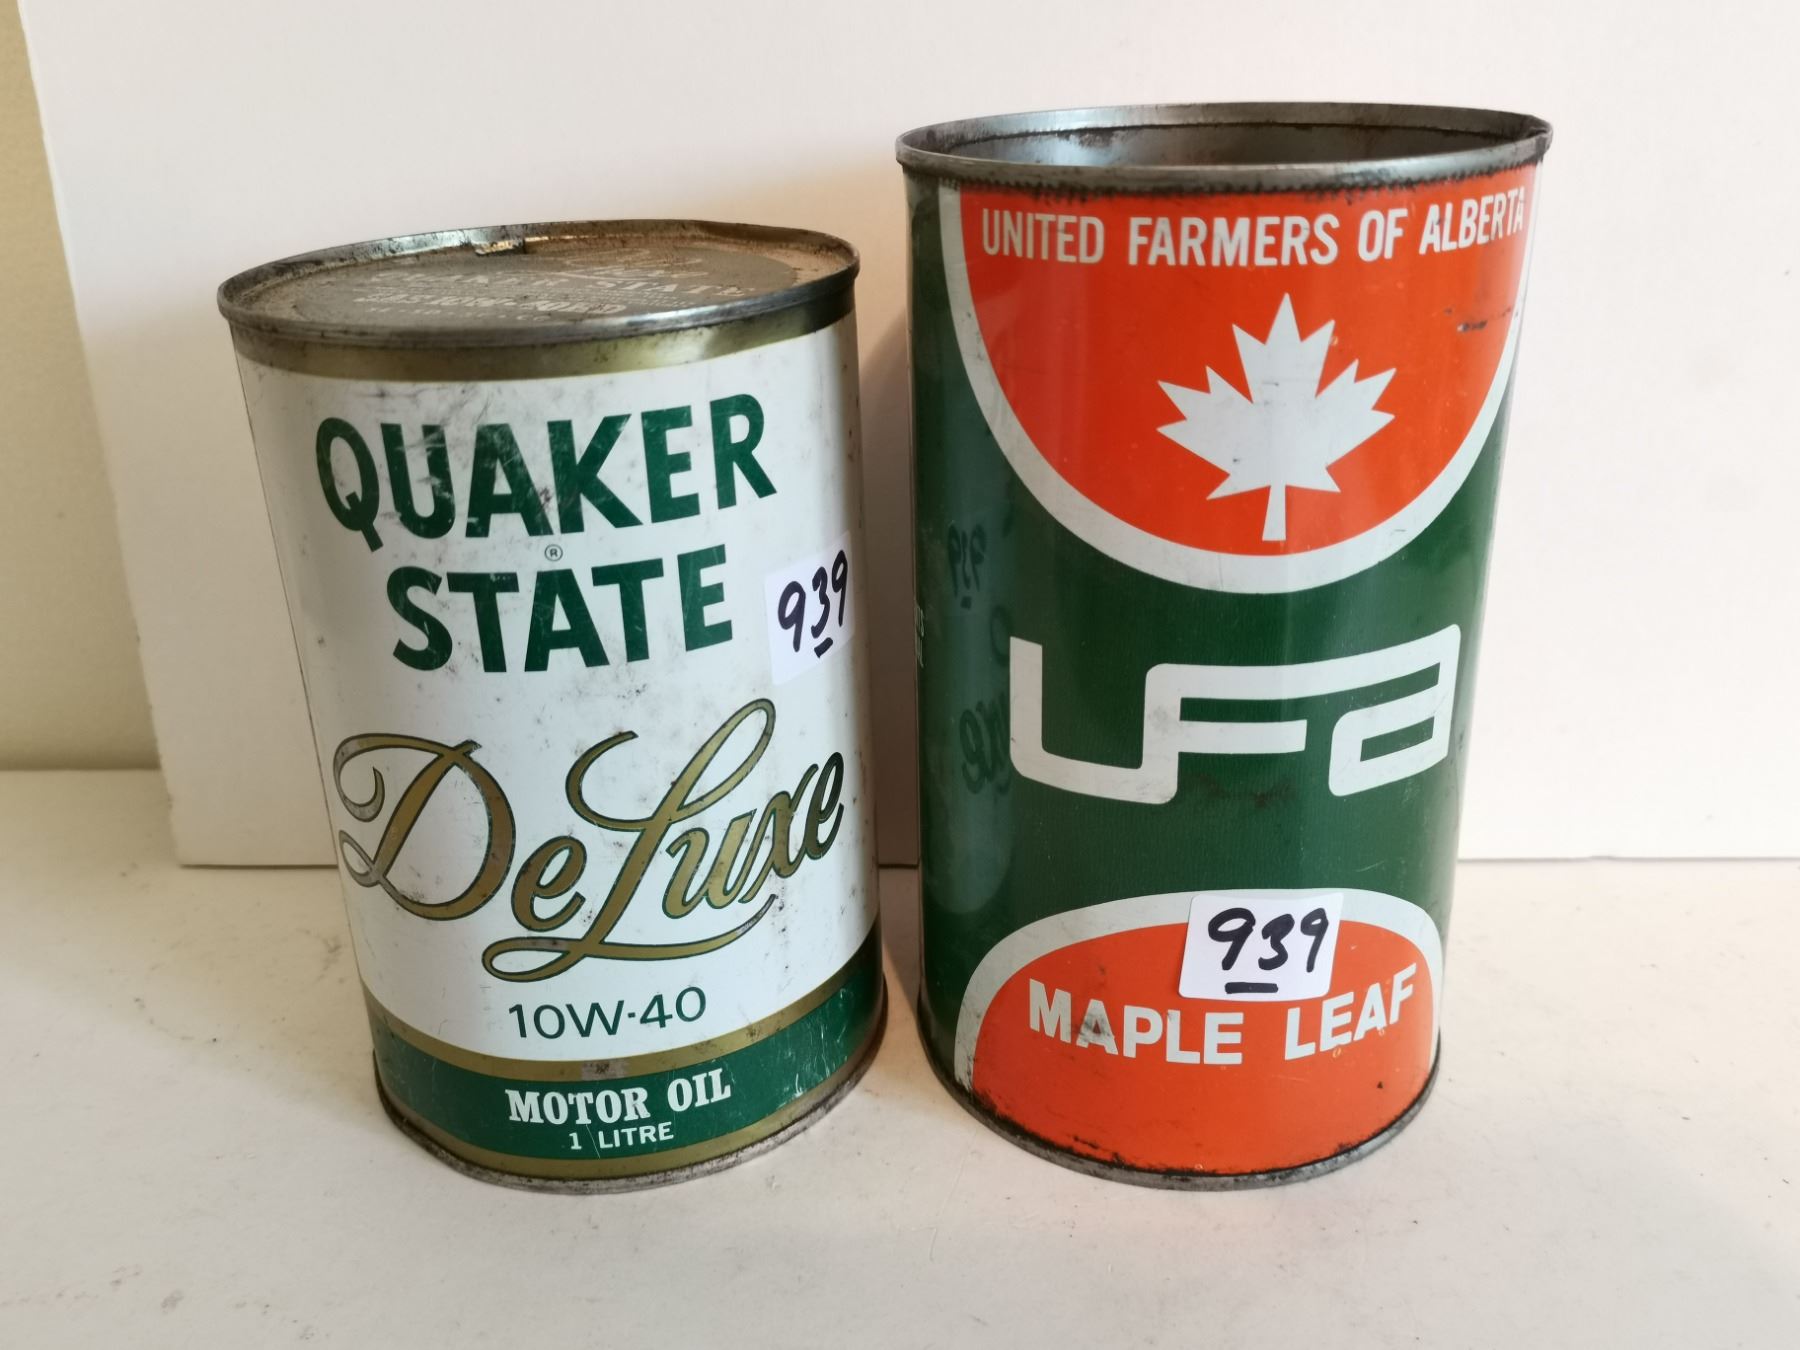 QUAKER
STATE
®
939
DeLuxe
10W-40
MOTOR OIL
1 LITRE
UNITED FARMERS OF ALBERTA
UFA
939
MAPLE LEAF